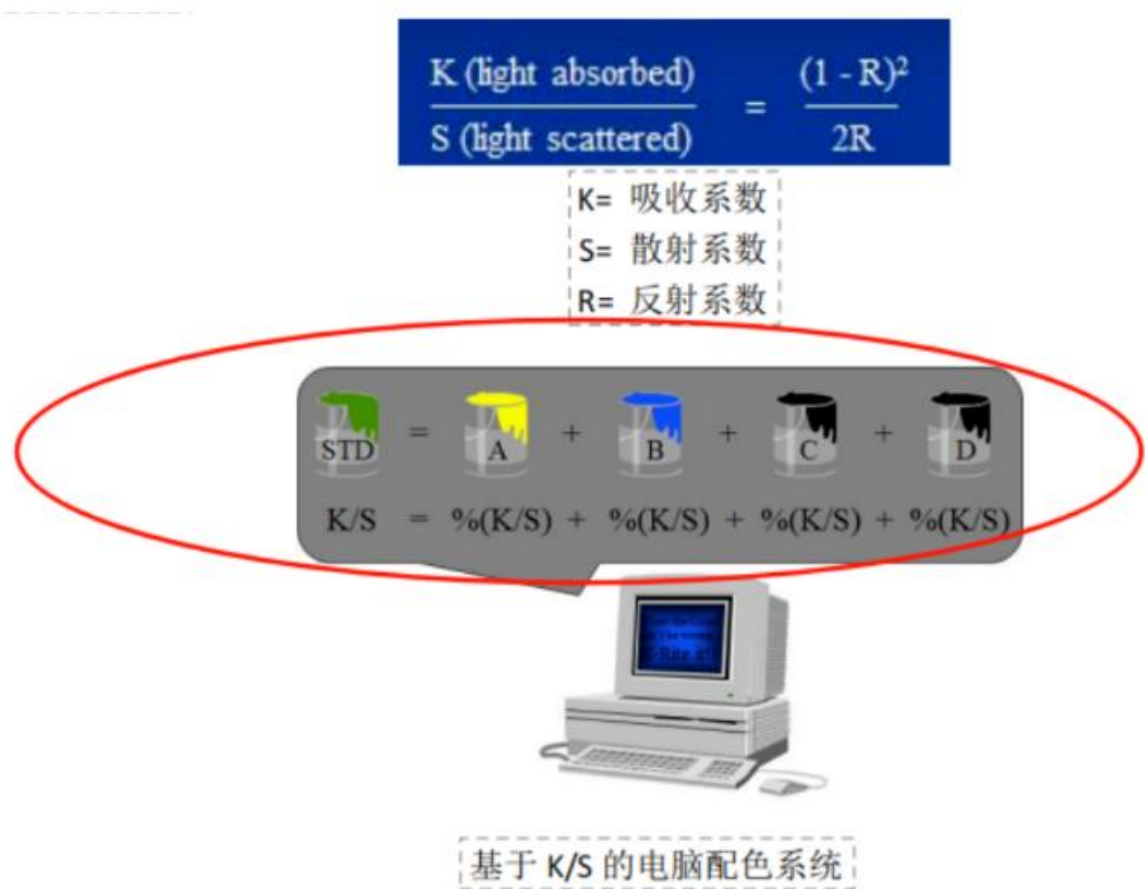 K (light absorbed) / S (light scattered) = (1 - R)² / 2R
K= 吸收系数
S= 散射系数
R= 反射系数
STD = A + B + C + D
K/S = %(K/S) + %(K/S) + %(K/S) + %(K/S)
基于 K/S 的电脑配色系统